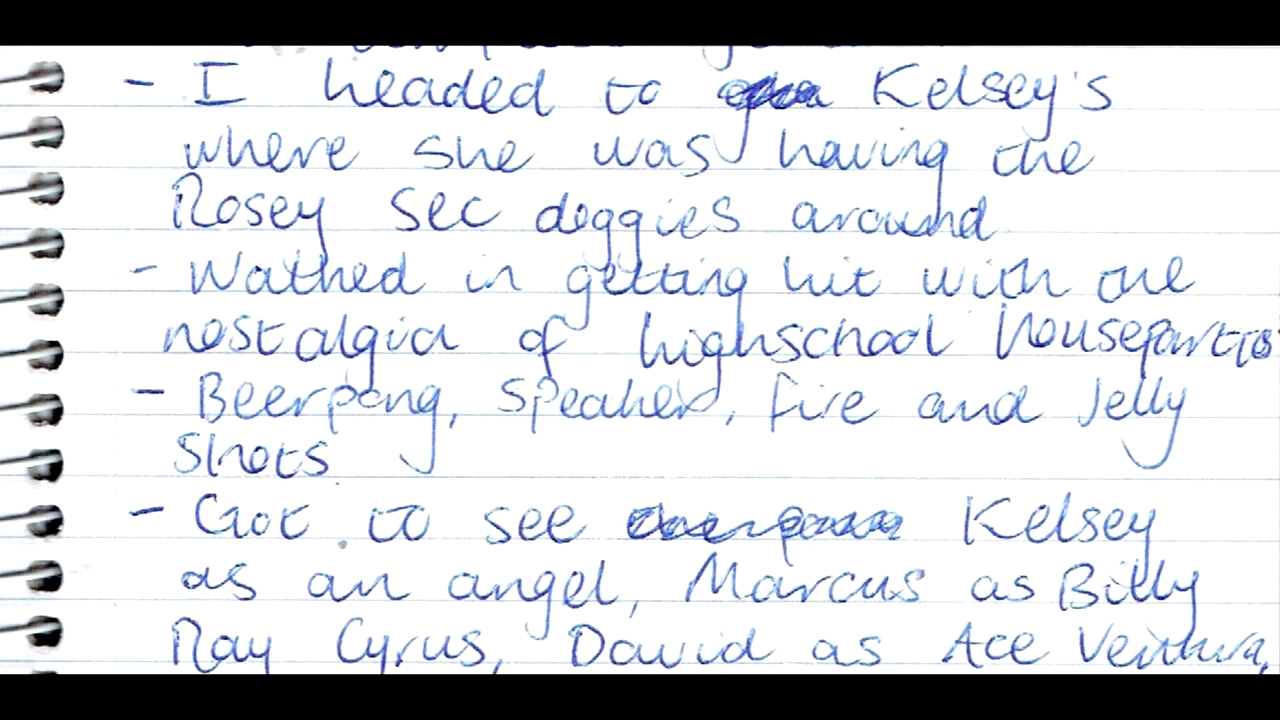 - I headed to Kelsey's
where she was having the
Rosey Sec doggies around
- Walked in getting hit with the
nostalgia of highschool houseparties
- Beerpong, Speakers, fire and Jelly
Shots
- Got to see Kelsey
as an angel, Marcus as Billy
Ray Cyrus, David as Ace Ventura,